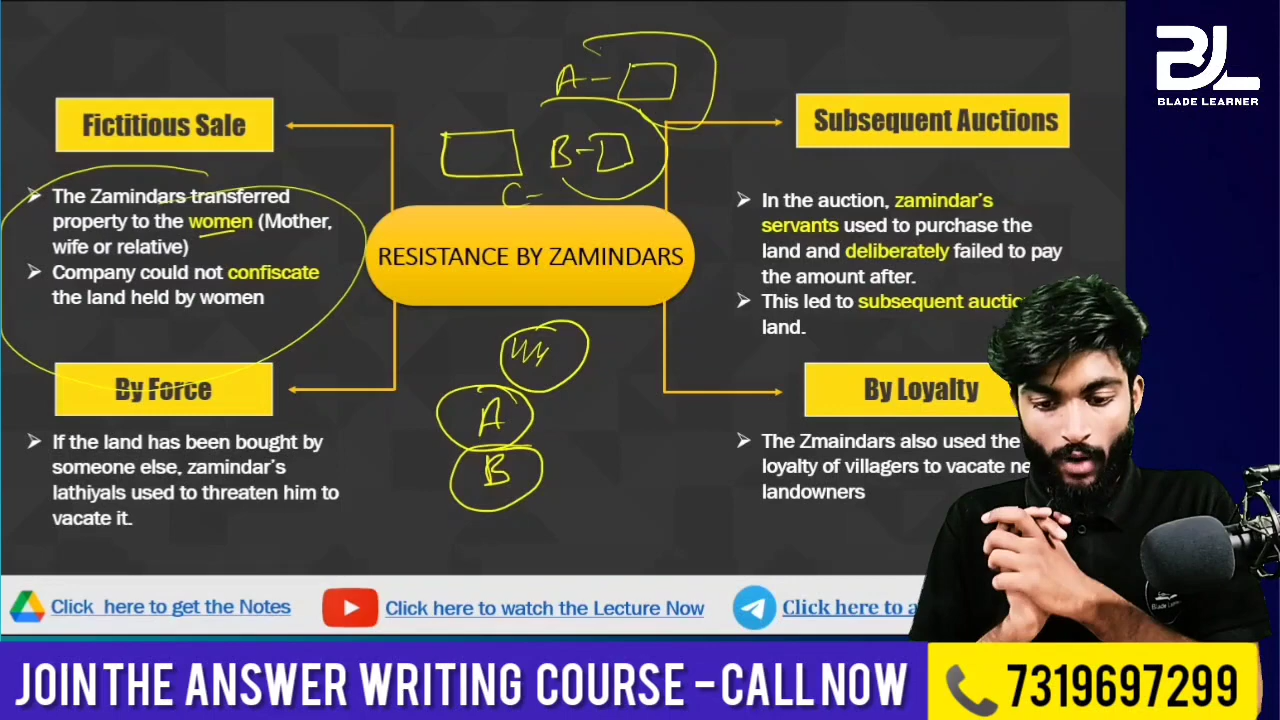 BL
BLADE LEARNER
A - 
B - 
C -
Fictitious Sale
➢ The Zamindars transferred
property to the women (Mother,
wife or relative)
➢ Company could not confiscate
the land held by women
Subsequent Auctions
➢ In the auction, zamindar's
servants used to purchase the
land and deliberately failed to pay
the amount after.
➢ This led to subsequent
land.
RESISTANCE BY ZAMINDARS
A
B
By Force
➢ If the land has been bought by
someone else, zamindar's
lathiyals used to threaten him to
vacate it.
By Loyalty
➢ The Zmaindars also used the
loyalty of villagers to vacate
landowners
Click here to get the Notes
Click here to watch the Lecture Now
Click here to
JOIN THE ANSWER WRITING COURSE - CALL NOW
7319697299